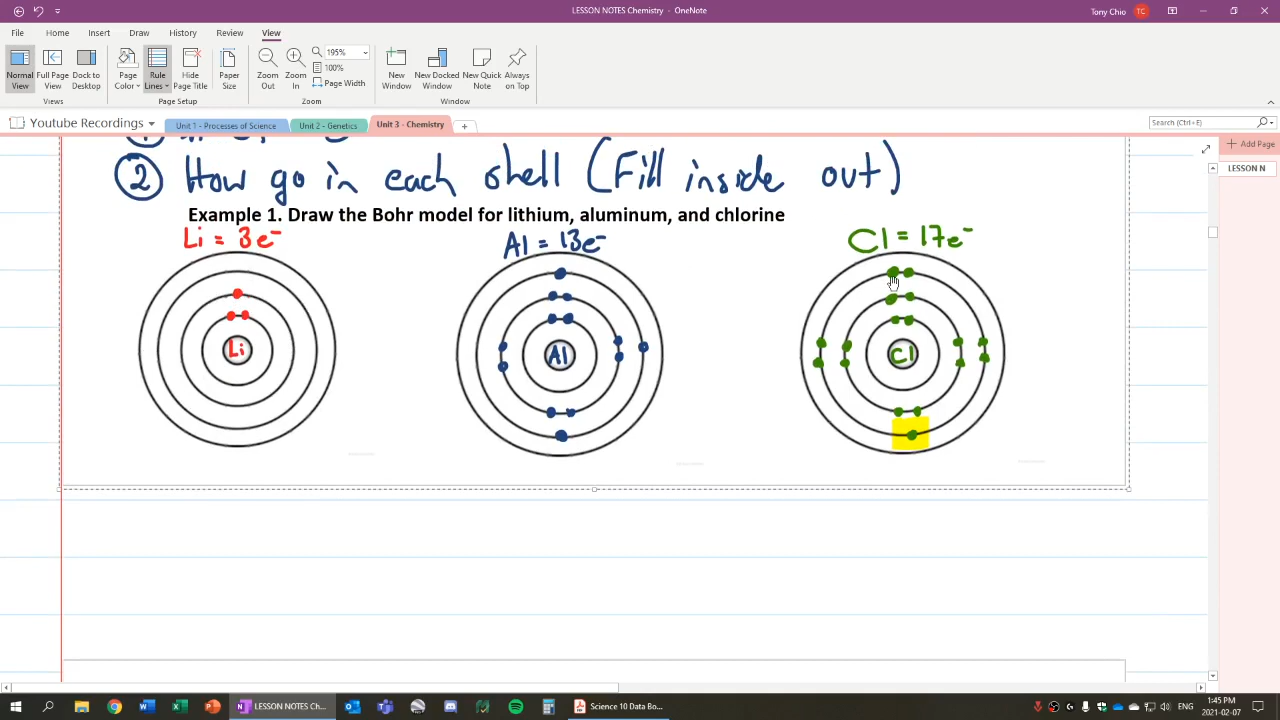 LESSON NOTES Chemistry - OneNote
Tony Chio TC
File Home Insert Draw History Review View
Normal View
Full Page View
Dock to Desktop
Page Color
Rule Lines
Hide Page Title
Paper Size
Zoom Out
Zoom In
195%
100%
Page Width
New Window
New Docked Window
New Quick Note
Always on Top
Views Page Setup Zoom Window
Youtube Recordings Unit 1 - Processes of Science Unit 2 - Genetics Unit 3 - Chemistry
Search (Ctrl+E)
Add Page
LESSON N
② How go in each shell (Fill inside out)
Example 1. Draw the Bohr model for lithium, aluminum, and chlorine
Li = 3e⁻ Al = 13e⁻ Cl = 17e⁻
Li Al Cl
LESSON NOTES Ch... Science 10 Data Bo...
ENG 1:45 PM
2021-02-07